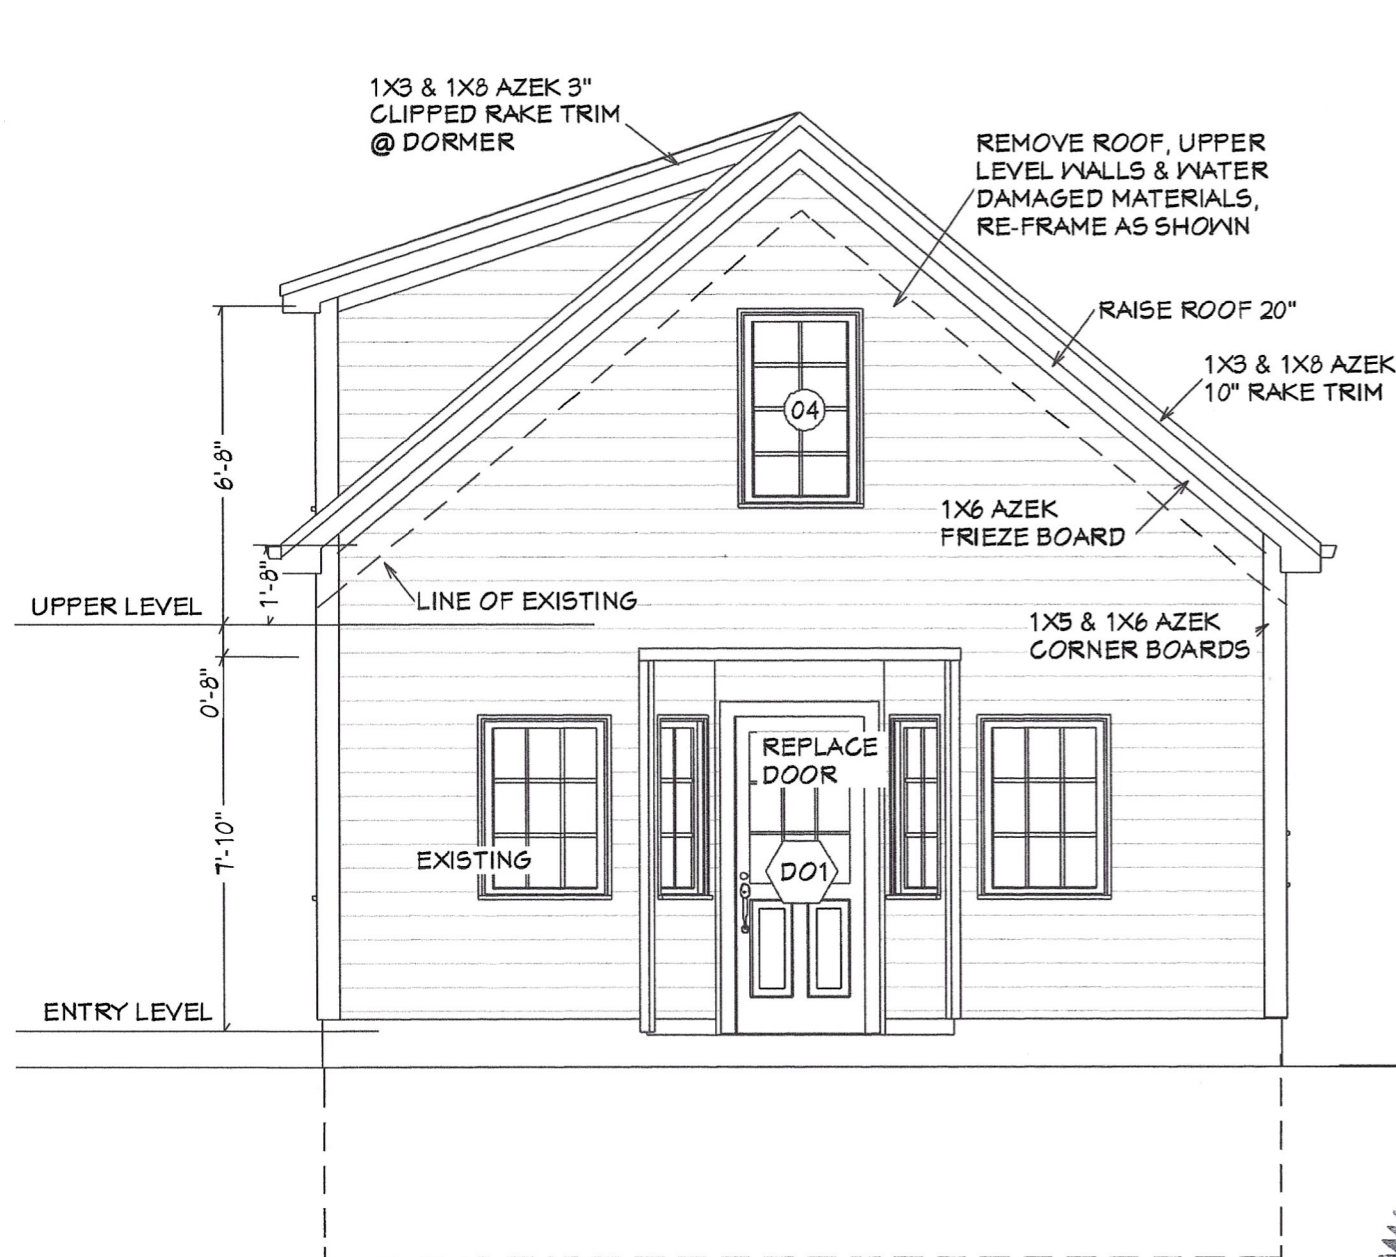 1X3 & 1X8 AZEK 3"
CLIPPED RAKE TRIM
@ DORMER
REMOVE ROOF, UPPER
LEVEL WALLS & WATER
DAMAGED MATERIALS,
RE-FRAME AS SHOWN
RAISE ROOF 20"
1X3 & 1X8 AZEK
10" RAKE TRIM
04
6'-8"
1X6 AZEK
FRIEZE BOARD
1'-8"
LINE OF EXISTING
UPPER LEVEL
1X5 & 1X6 AZEK
CORNER BOARDS
0'-8"
REPLACE
DOOR
7'-10"
EXISTING
D01
ENTRY LEVEL